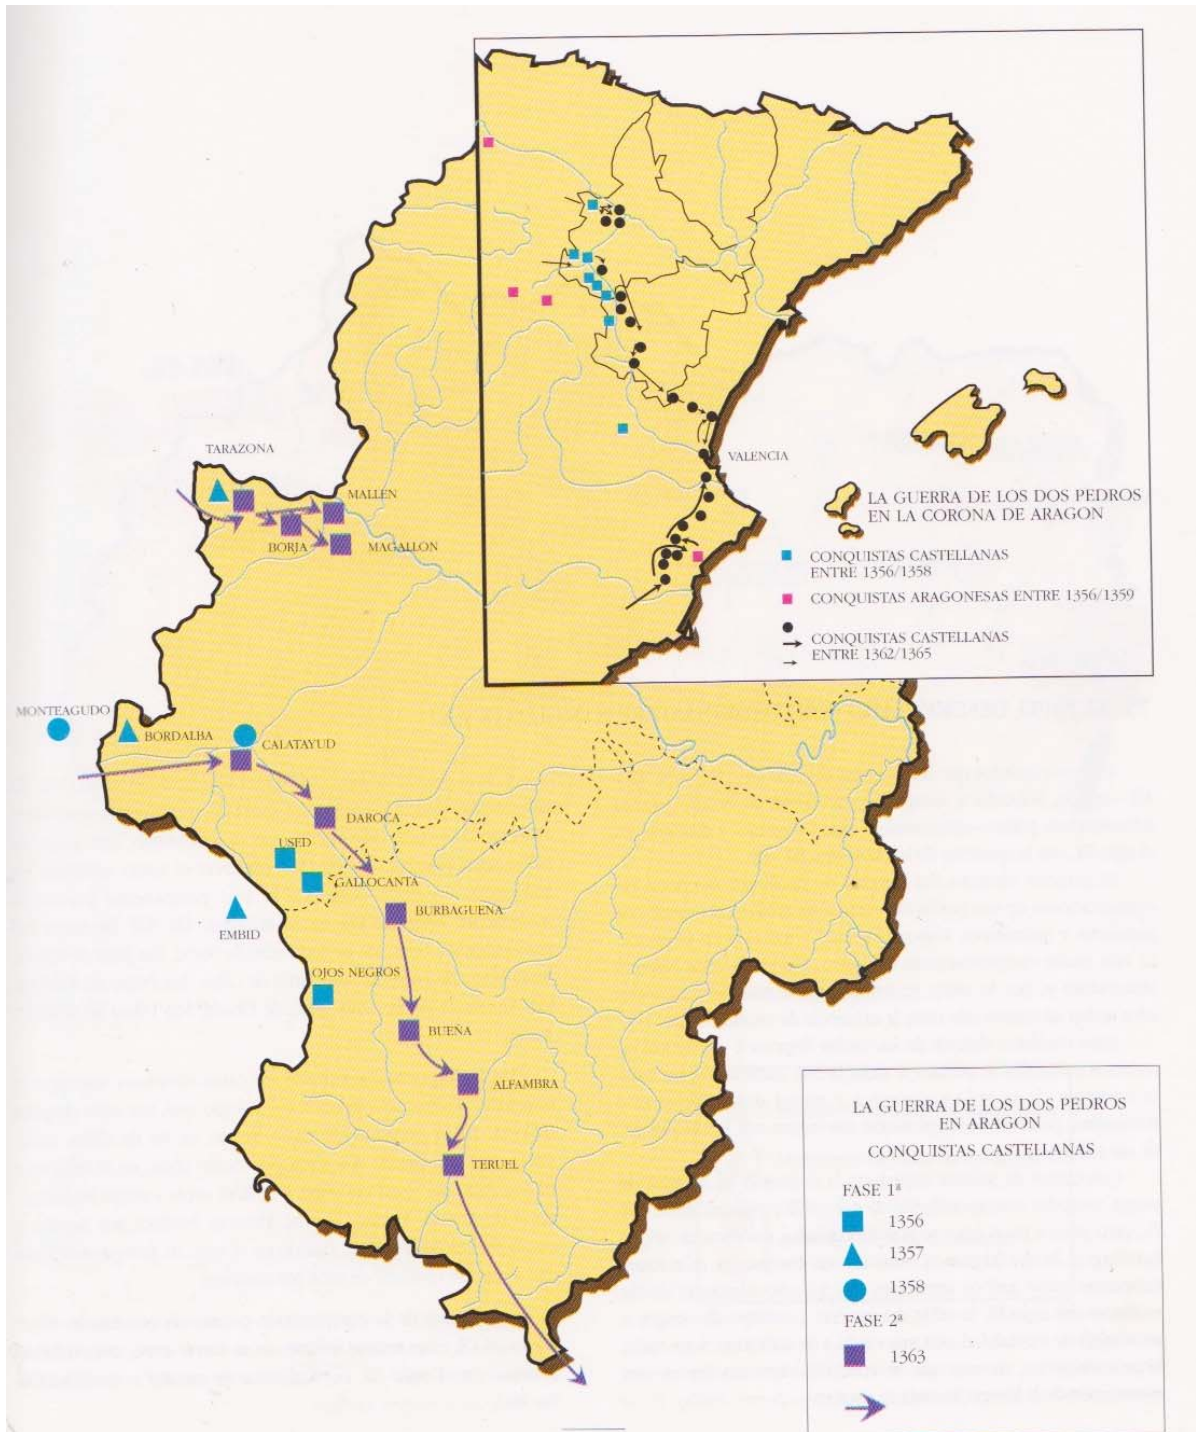 VALENCIA
LA GUERRA DE LOS DOS PEDROS
EN LA CORONA DE ARAGON
CONQUISTAS CASTELLANAS
ENTRE 1356/1358
CONQUISTAS ARAGONESAS ENTRE 1356/1359
CONQUISTAS CASTELLANAS
ENTRE 1362/1365
TARAZONA
MALLEN
BORJA
MAGALLON
MONTEAGUDO
BORDALBA
CALATAYUD
DAROCA
USED
GALLOCANTA
BURBAGUENA
EMBID
OJOS NEGROS
BUEÑA
ALFAMBRA
TERUEL
LA GUERRA DE LOS DOS PEDROS
EN ARAGON
CONQUISTAS CASTELLANAS
FASE 1ª
1356
1357
1358
FASE 2ª
1363